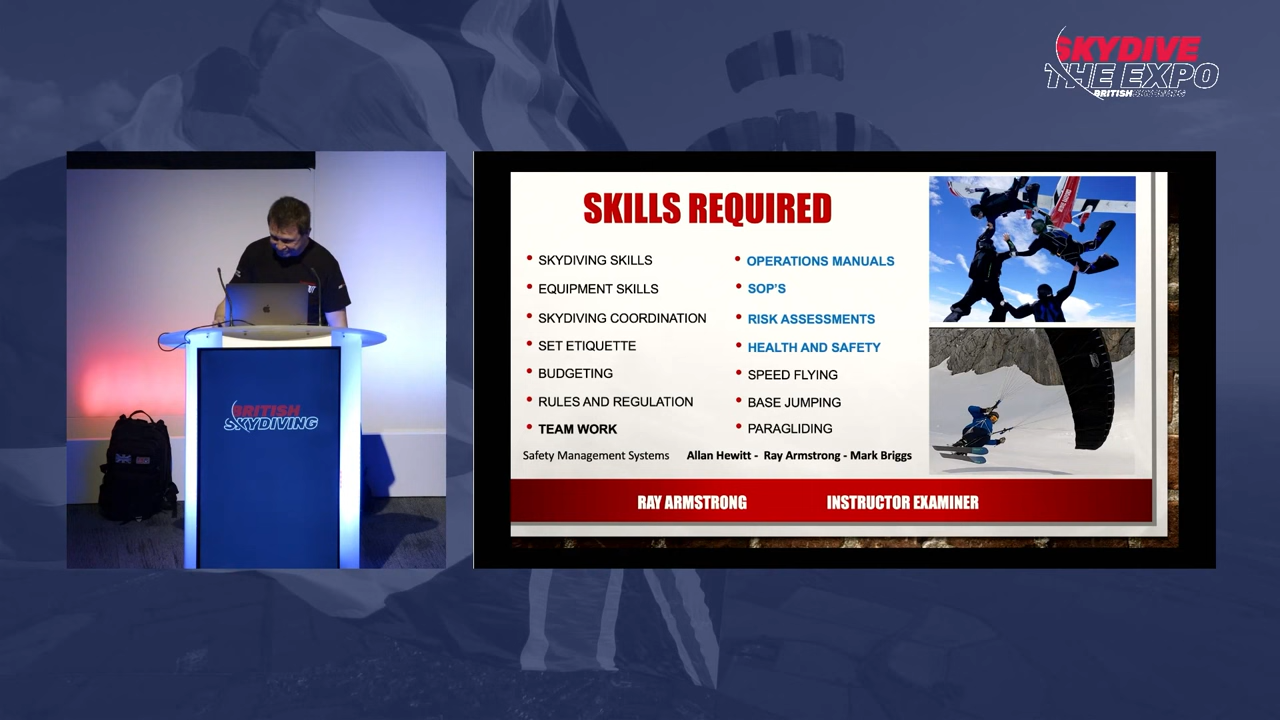 SKYDIVE
THE EXPO
BRITISH SKYDIVING
BRITISH
SKYDIVING
SKILLS REQUIRED
• SKYDIVING SKILLS
• EQUIPMENT SKILLS
• SKYDIVING COORDINATION
• SET ETIQUETTE
• BUDGETING
• RULES AND REGULATION
• TEAM WORK
• OPERATIONS MANUALS
• SOP'S
• RISK ASSESSMENTS
• HEALTH AND SAFETY
• SPEED FLYING
• BASE JUMPING
• PARAGLIDING
Safety Management Systems Allan Hewitt - Ray Armstrong - Mark Briggs
RAY ARMSTRONG INSTRUCTOR EXAMINER